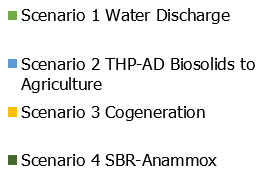 Scenario 1 Water Discharge
Scenario 2 THP-AD Biosolids to
Agriculture
Scenario 3 Cogeneration
Scenario 4 SBR-Anammox